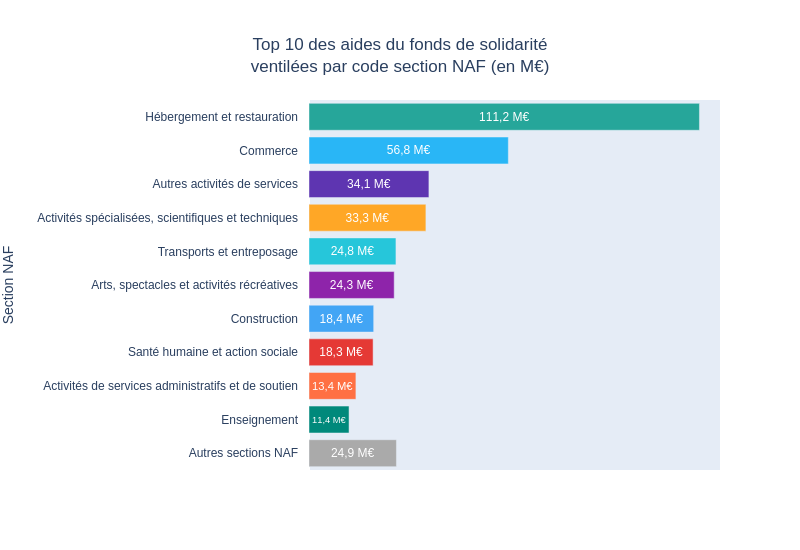 Top 10 des aides du fonds de solidarité
ventilées par code section NAF (en M€)
Section NAF
Hébergement et restauration 111,2 M€
Commerce 56,8 M€
Autres activités de services 34,1 M€
Activités spécialisées, scientifiques et techniques 33,3 M€
Transports et entreposage 24,8 M€
Arts, spectacles et activités récréatives 24,3 M€
Construction 18,4 M€
Santé humaine et action sociale 18,3 M€
Activités de services administratifs et de soutien 13,4 M€
Enseignement 11,4 M€
Autres sections NAF 24,9 M€